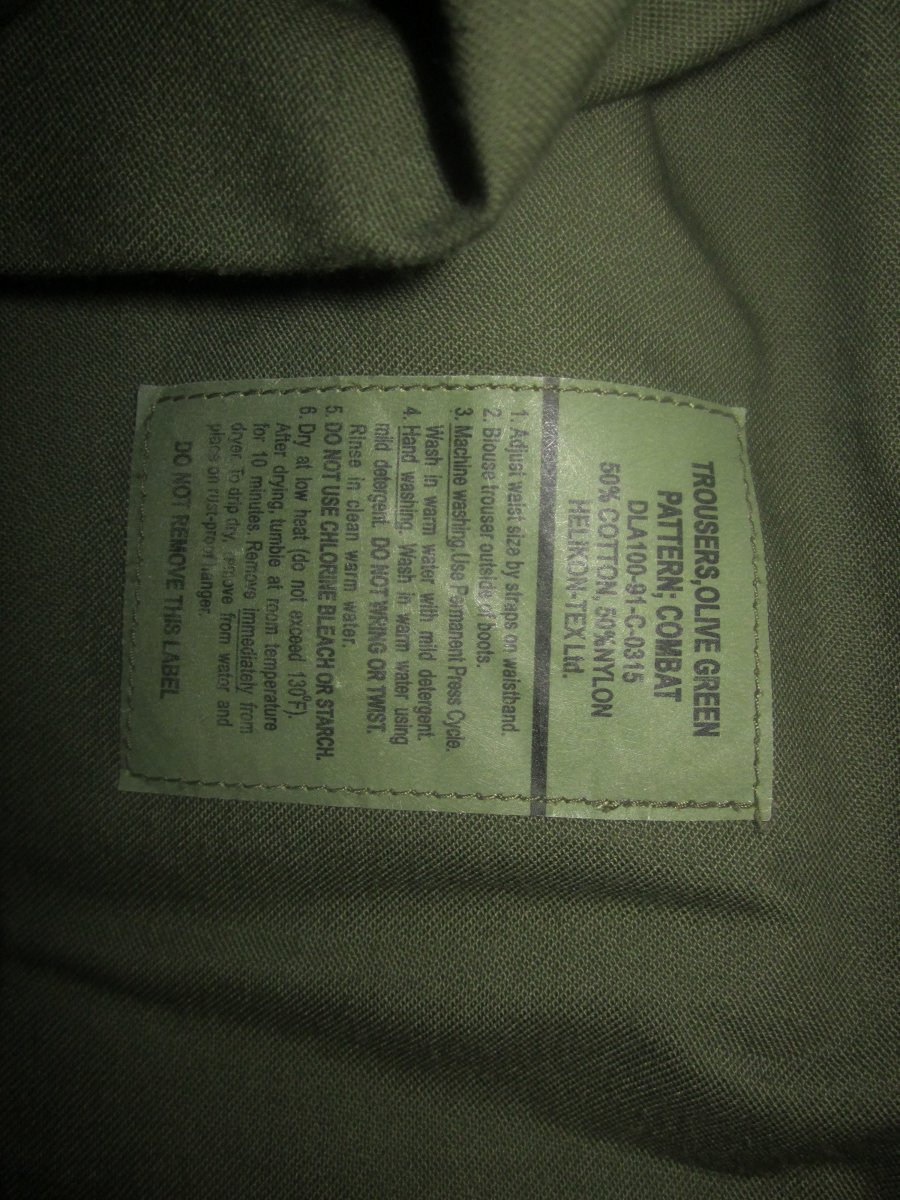 TROUSERS,OLIVE GREEN
PATTERN; COMBAT
DLA100-91-C-0315
50% COTTON, 50%NYLON
HELIKON-TEX Ltd.
1. Adjust waist size by straps on waistband.
2. Blouse trouser outside of boots.
3. Machine washing.Use Pormanent Press Cycle.
Wash in warm water with mild detergent.
4. Hand washing. Wash in warm water using
mild detergent. DO NOT WRING OR TWIST.
Rinse in clean warm water.
5. DO NOT USE CHLORINE BLEACH OR STARCH.
6. Dry at low heat (do not exceed 130°F).
After drying, tumble at room temperature
for 10 minutes. Remove immediately from
dryer. To drip dry, remove from water and
place on rust-proof hanger.
DO NOT REMOVE THIS LABEL